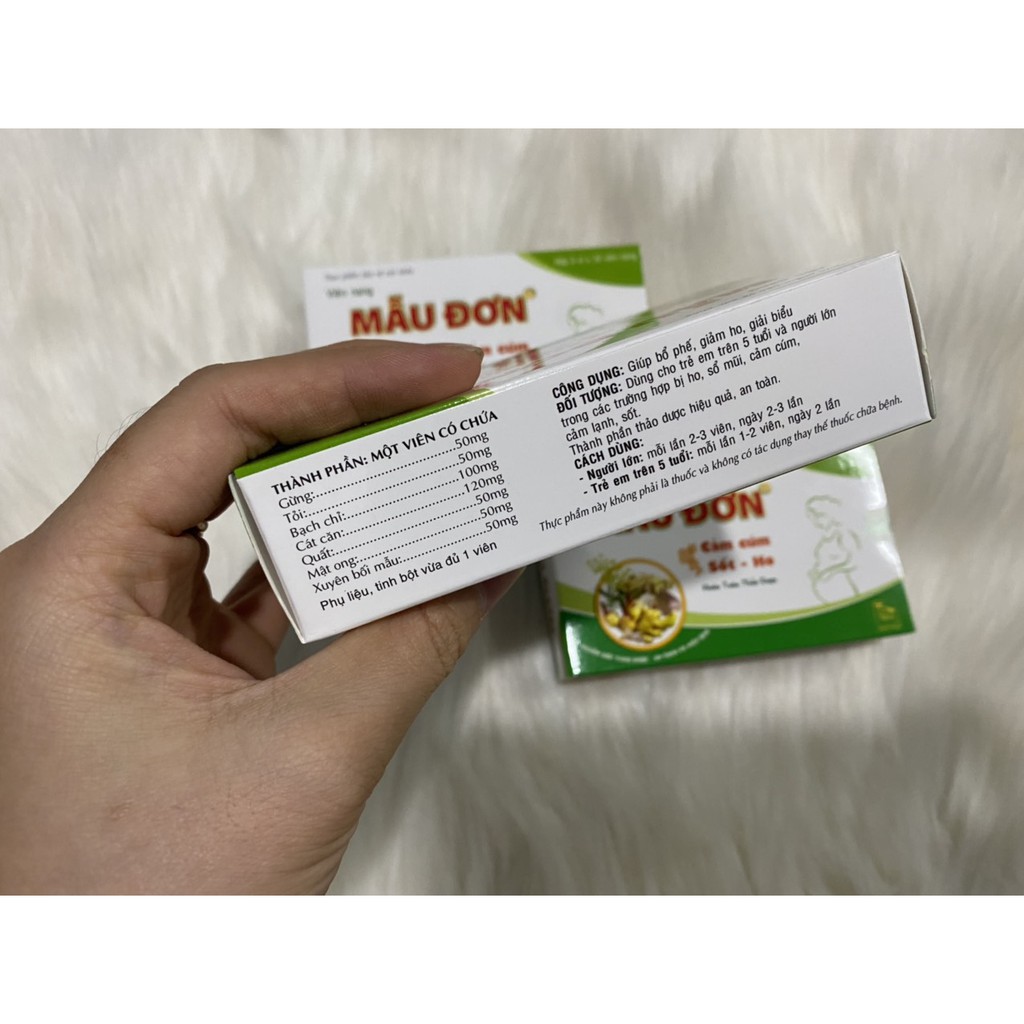 Viên nang
MẪU ĐƠN
THÀNH PHẦN: MỘT VIÊN CÓ CHỨA
Gừng:..............................50mg
Tỏi:..............................50mg
Bạch chỉ:..............................100mg
Cát căn:..............................120mg
Quất:..............................50mg
Mật ong:..............................50mg
Xuyên bối mẫu:..............................50mg
Phụ liệu, tinh bột vừa đủ 1 viên
CÔNG DỤNG: Giúp bổ phế, giảm ho, giải biểu
ĐỐI TƯỢNG: Dùng cho trẻ em trên 5 tuổi và người lớn
trong các trường hợp bị ho, sổ mũi, cảm cúm,
cảm lạnh, sốt.
Thành phần thảo dược hiệu quả, an toàn.
CÁCH DÙNG:
- Người lớn: mỗi lần 2-3 viên, ngày 2-3 lần
- Trẻ em trên 5 tuổi: mỗi lần 1-2 viên, ngày 2 lần
Thực phẩm này không phải là thuốc và không có tác dụng thay thế thuốc chữa bệnh.
ĐƠN
Cảm cúm
Sốt - Ho